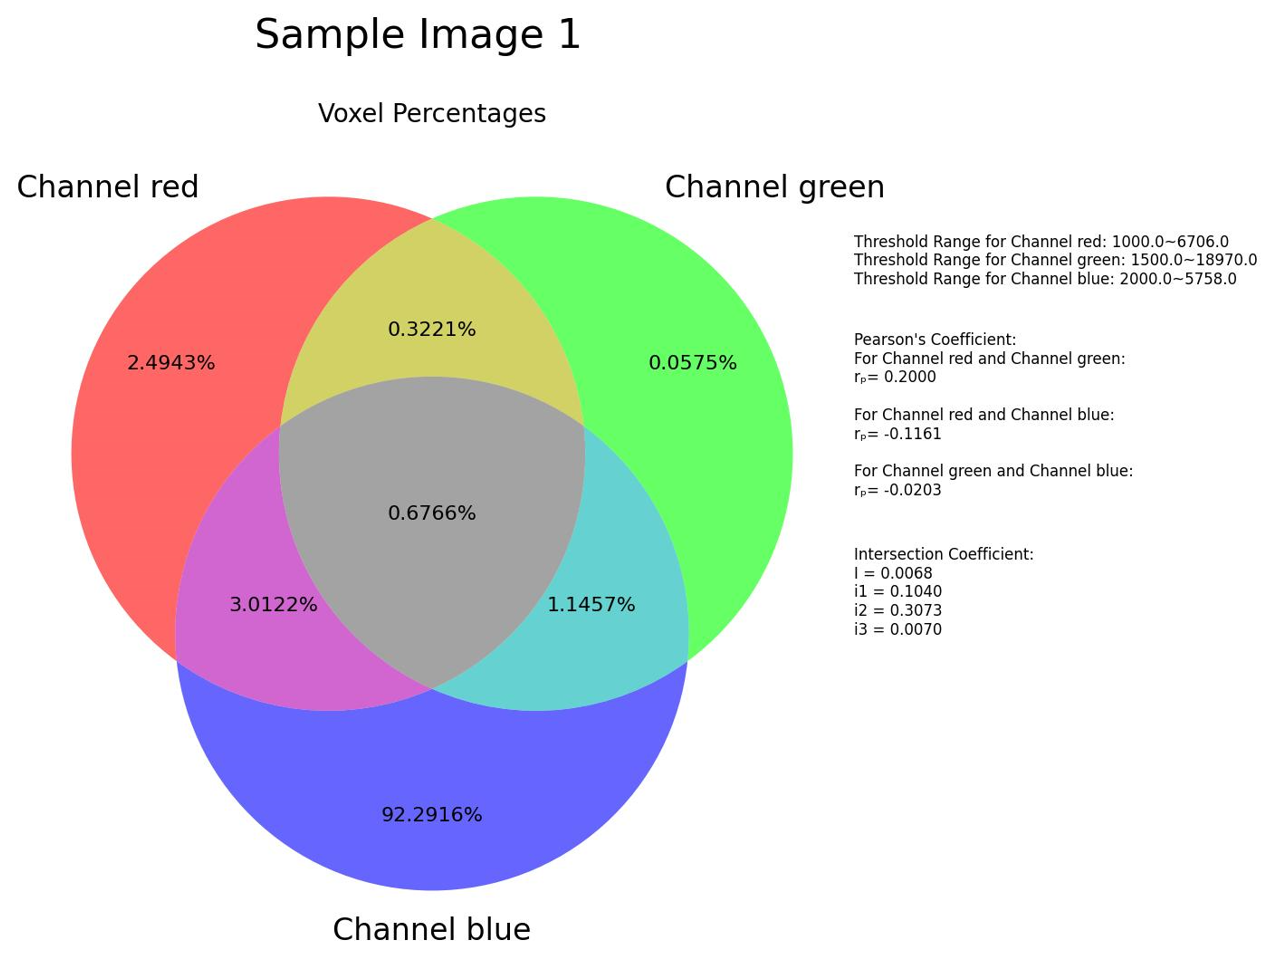 Sample Image 1
Voxel Percentages
Channel red
Channel green
2.4943%
0.3221%
0.0575%
0.6766%
3.0122%
1.1457%
92.2916%
Channel blue
Threshold Range for Channel red: 1000.0~6706.0
Threshold Range for Channel green: 1500.0~18970.0
Threshold Range for Channel blue: 2000.0~5758.0
Pearson's Coefficient:
For Channel red and Channel green:
rₚ= 0.2000
For Channel red and Channel blue:
rₚ= -0.1161
For Channel green and Channel blue:
rₚ= -0.0203
Intersection Coefficient:
I = 0.0068
i1 = 0.1040
i2 = 0.3073
i3 = 0.0070